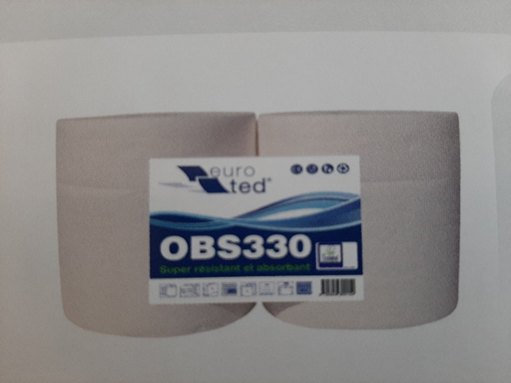 euro
ted®
OBS330
Super résistant et absorbant